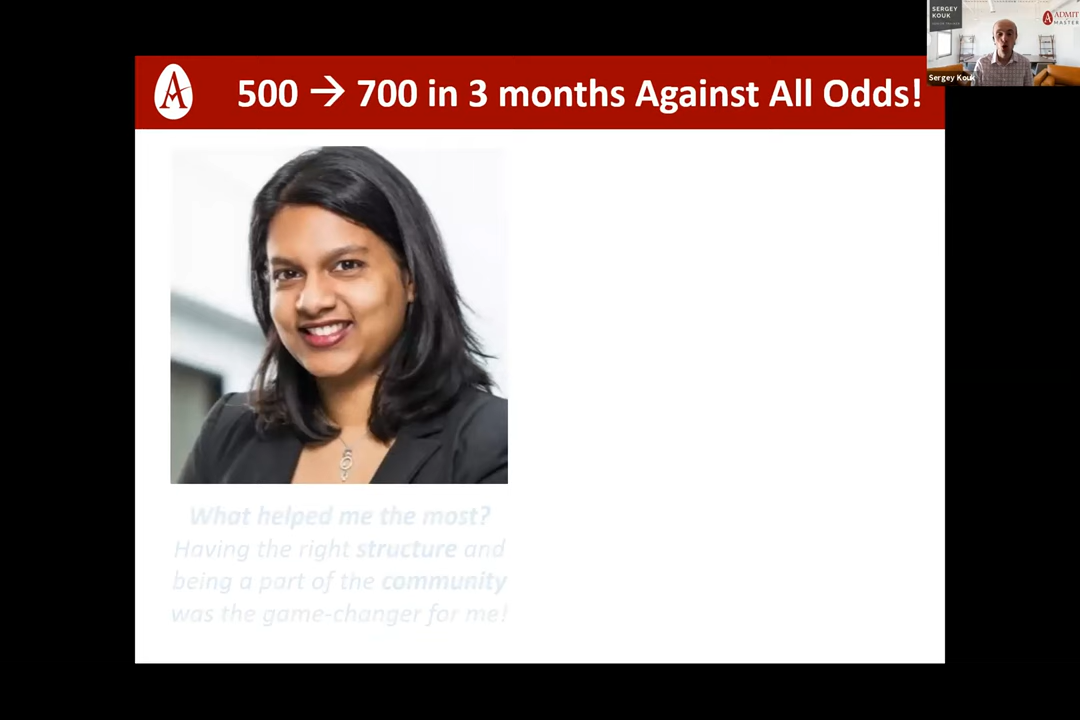 500 → 700 in 3 months Against All Odds!
What helped me the most?
Having the right structure and
being a part of the community
was the game-changer for me!
SERGEY
KOUK
Sergey Kouk
ADMIT
MASTER